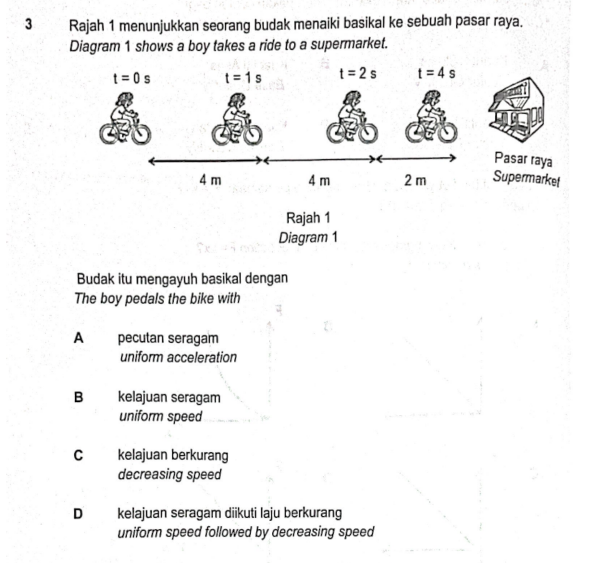 3 Rajah 1 menunjukkan seorang budak menaiki basikal ke sebuah pasar raya.
Diagram 1 shows a boy takes a ride to a supermarket.
t = 0 s t = 1 s t = 2 s t = 4 s
Pasar raya
Supermarket
4 m 4 m 2 m
Rajah 1
Diagram 1
Budak itu mengayuh basikal dengan
The boy pedals the bike with
A pecutan seragam
uniform acceleration
B kelajuan seragam
uniform speed
C kelajuan berkurang
decreasing speed
D kelajuan seragam diikuti laju berkurang
uniform speed followed by decreasing speed